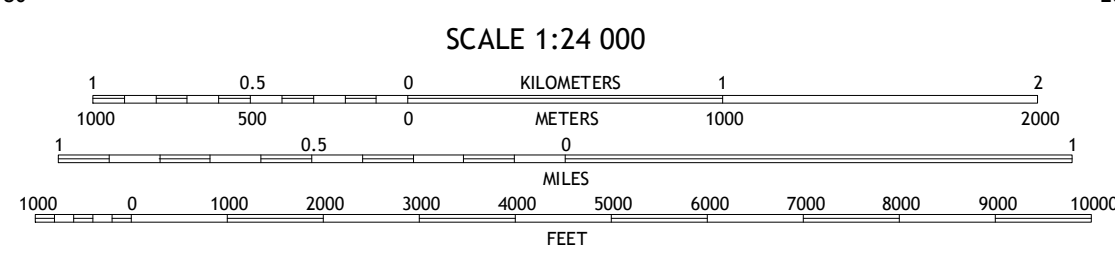 SCALE 1:24 000
1 0.5 0 KILOMETERS 1 2
1000 500 0 METERS 1000 2000
1 0.5 0 1
MILES
1000 0 1000 2000 3000 4000 5000 6000 7000 8000 9000 10000
FEET